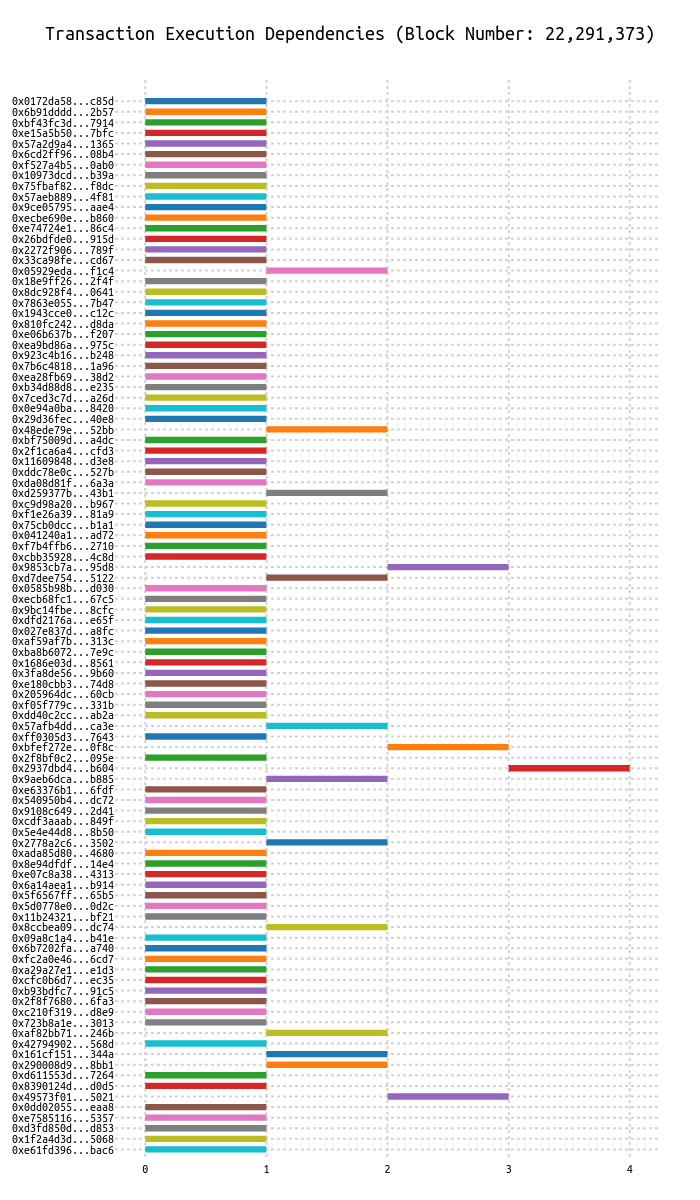 Transaction Execution Dependencies (Block Number: 22,291,373)
0x0172da58...c85d
0x6b91dddd...2b57
0xbf43fc3d...7914
0xe15a5b50...7bfc
0x57a2d9a4...1365
0x6cd2ff96...08b4
0xf527a4b5...0ab0
0x10973dcd...b39a
0x75fbaf82...f8dc
0x57aeb889...4f81
0x9ce05795...aae4
0xecbe690e...b860
0xe74724e1...86c4
0x26bdfde0...915d
0x2272f906...789f
0x33ca98fe...cd67
0x05929eda...f1c4
0x18e9ff26...2f4f
0x8dc928f4...0641
0x7863e055...7b47
0x1943cce0...c12c
0x810fc242...d8da
0xe06b637b...f207
0xea9bd86a...975c
0x923c4b16...b248
0x7b6c4818...1a96
0xea28fb69...38d2
0xb34d88d8...e235
0x7ced3c7d...a26d
0x0e94a0ba...8420
0x29d36fec...40e8
0x48ede79e...52bb
0xbf75009d...a4dc
0x2f1ca6a4...cfd3
0x11609848...d3e8
0xddc78e0c...527b
0xda08d81f...6a3a
0xd259377b...43b1
0xc9d98a20...b967
0xf1e26a39...81a9
0x75cb0dcc...b1a1
0x041240a1...ad72
0xf7b4ffb6...2710
0xcbb35928...4c8d
0x9853cb7a...95d8
0xd7dee754...5122
0x0585b98b...d030
0xecb68fc1...67c5
0x9bc14fbe...8cfc
0xdfd2176a...e65f
0x027e837d...a8fc
0xaf59af7b...313c
0xba8b6072...7e9c
0x1686e03d...8561
0x3fa8de56...9b60
0xe180cbb3...74d8
0x205964dc...60cb
0xf05f779c...331b
0xdd40c2cc...ab2a
0x57afb4dd...ca3e
0xff0305d3...7643
0xbfef272e...0f8c
0x2f8bf0c2...095e
0x2937dbd4...b604
0x9aeb6dca...b885
0xe63376b1...6fdf
0x540950b4...dc72
0x9108c649...2d41
0xcdf3aaab...849f
0x5e4e44d8...8b50
0x2778a2c6...3502
0xada85d80...4680
0x8e94dfdf...14e4
0xe07c8a38...4313
0x6a14aea1...b914
0x5f6567ff...65b5
0x5d0778e0...0d2c
0x11b24321...bf21
0x8ccbea09...dc74
0x09a8c1a4...b41e
0x6b7202fa...a740
0xfc2a0e46...6cd7
0xa29a27e1...e1d3
0xcfc0b6d7...ec35
0xb93bdfc7...91c5
0x2f8f7680...6fa3
0xc210f319...d8e9
0x723b8a1e...3013
0xaf82bb71...246b
0x42794902...568d
0x161cf151...344a
0x290008d9...8bb1
0xd611553d...7264
0x8390124d...d0d5
0x49573f01...5021
0x0dd02055...eaa8
0xe7585116...5357
0xd3fd850d...d853
0x1f2a4d3d...5068
0xe61fd396...bac6
0 1 2 3 4